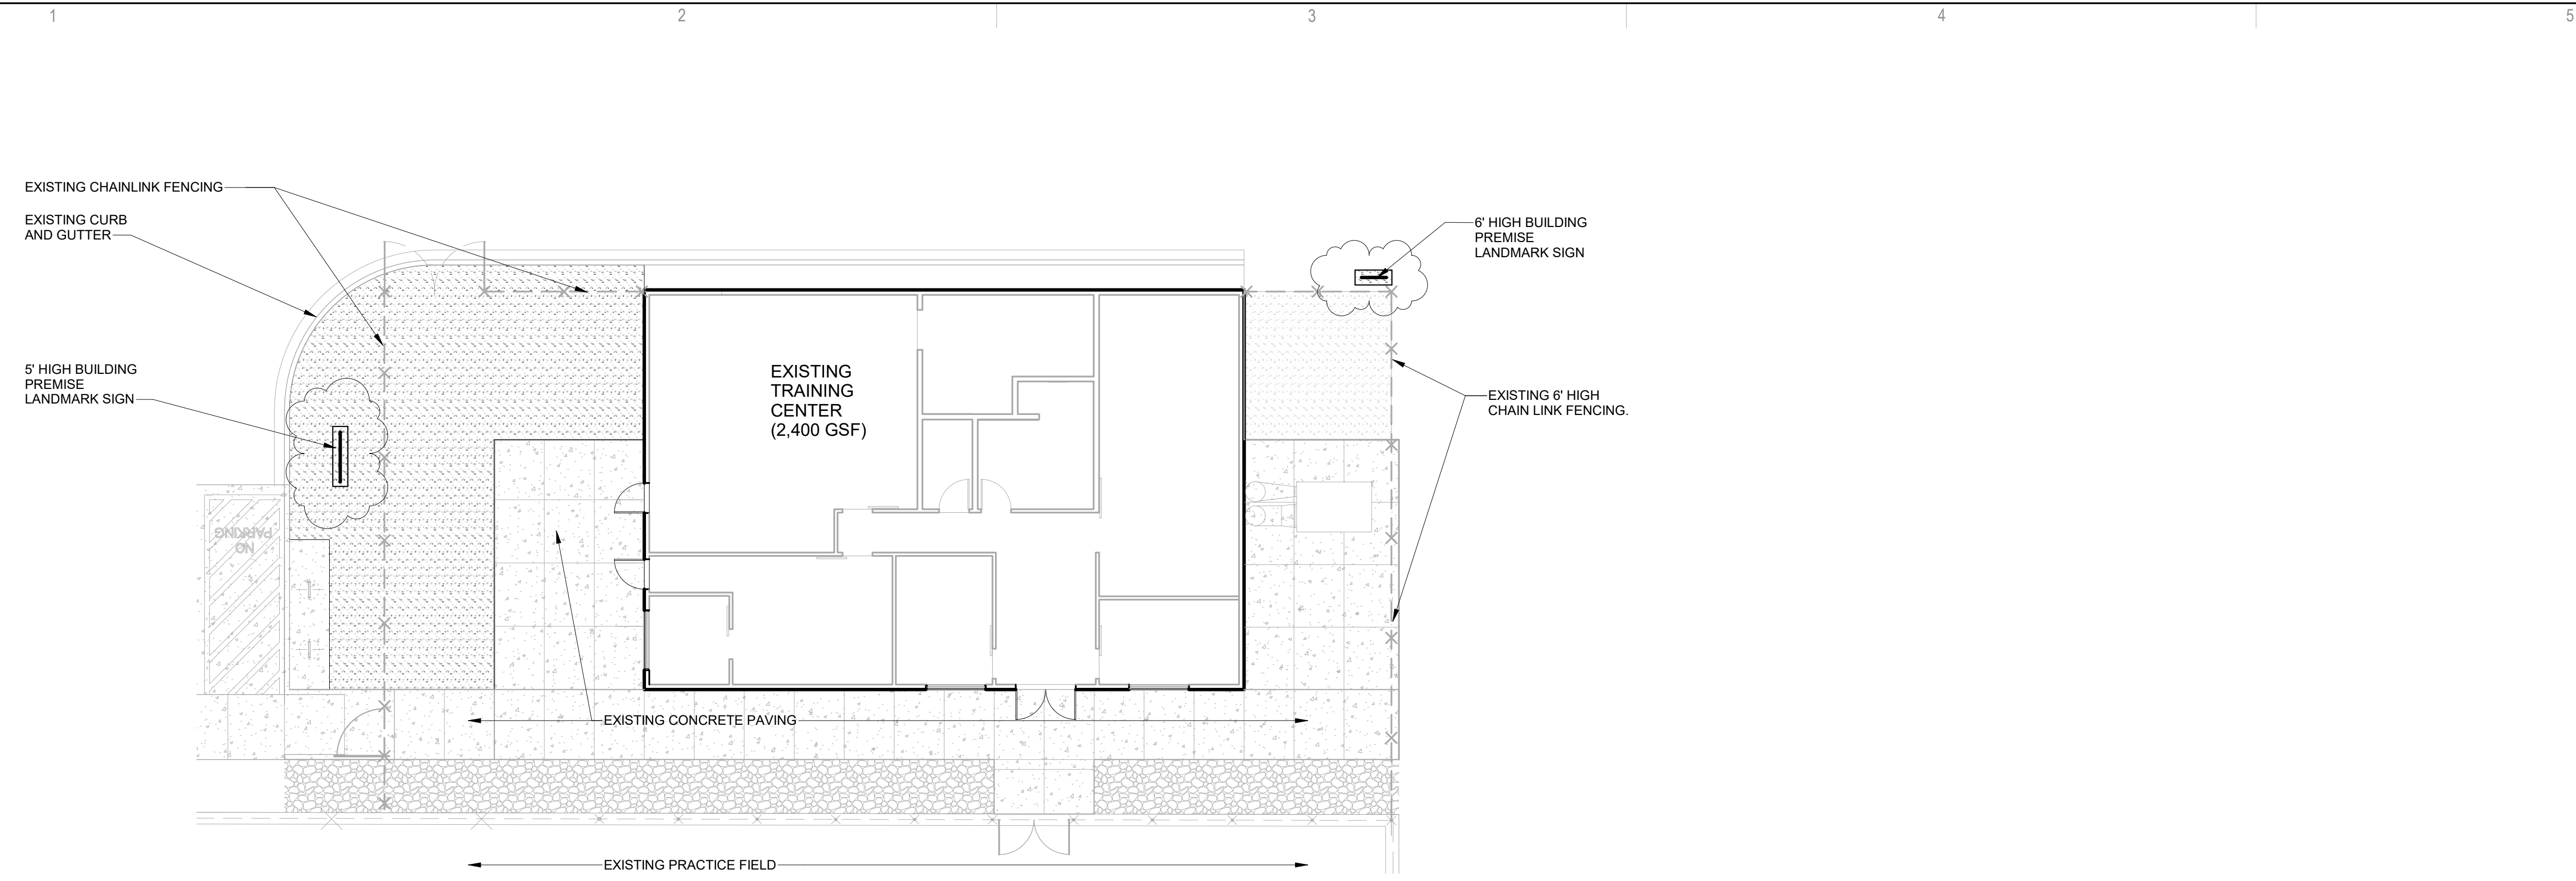 1 2 3 4 5
EXISTING CHAINLINK FENCING
EXISTING CURB
AND GUTTER
5' HIGH BUILDING
PREMISE
LANDMARK SIGN
6' HIGH BUILDING
PREMISE
LANDMARK SIGN
EXISTING
TRAINING
CENTER
(2,400 GSF)
EXISTING 6' HIGH
CHAIN LINK FENCING.
NO
PARKING
EXISTING CONCRETE PAVING
EXISTING PRACTICE FIELD